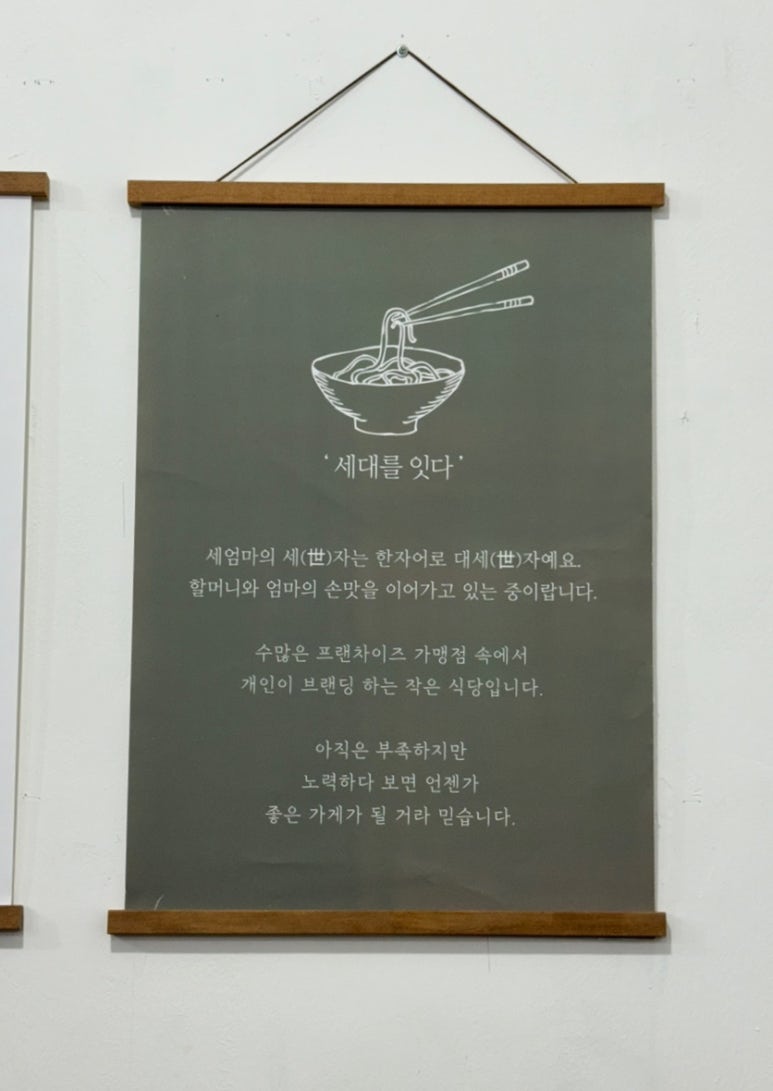 ‘세대를 잇다’
세엄마의 세(世)자는 한자어로 대세(世)자예요.
할머니와 엄마의 손맛을 이어가고 있는 중이랍니다.
수많은 프랜차이즈 가맹점 속에서
개인이 브랜딩 하는 작은 식당입니다.
아직은 부족하지만
노력하다 보면 언젠가
좋은 가게가 될 거라 믿습니다.